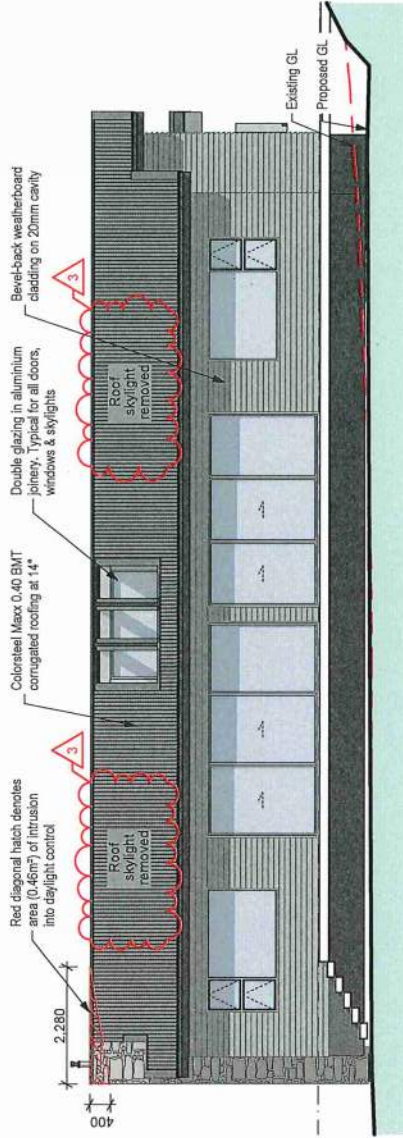 400
2,280
Red diagonal hatch denotes
area (0.46m²) of intrusion
into daylight control
3
Roof
skylight
removed
Colorsteel Maxx 0.40 BMT
corrugated roofing at 14°
Double glazing in aluminium
joinery. Typical for all doors,
windows & skylights
3
Roof
skylight
removed
Bevel-back weatherboard
cladding on 20mm cavity
Existing GL
Proposed GL